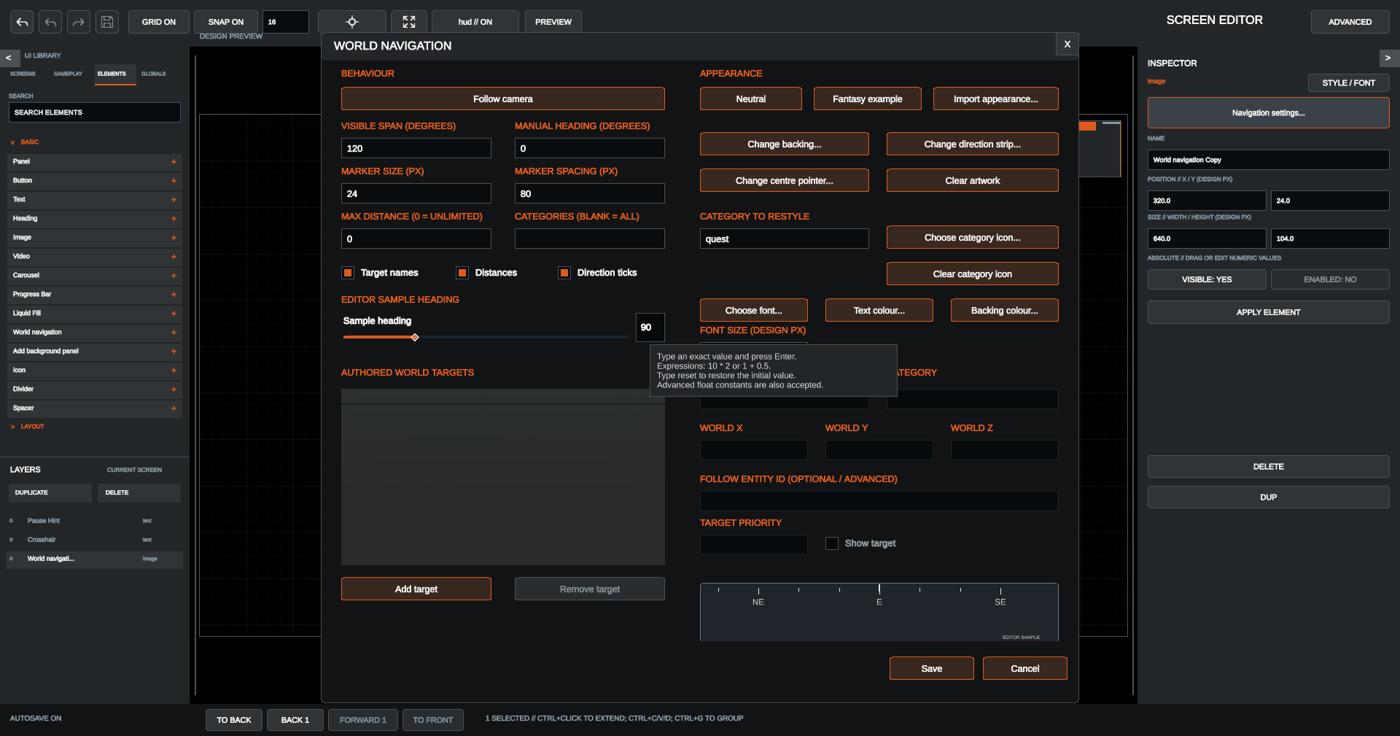 GRID ON
SNAP ON
16
hud // ON
PREVIEW
SCREEN EDITOR
ADVANCED
DESIGN PREVIEW
<
UI LIBRARY
SCREENS
GAMEPLAY
ELEMENTS
GLOBALS
SEARCH
SEARCH ELEMENTS
v BASIC
Panel +
Button +
Text +
Heading +
Image +
Video +
Carousel +
Progress Bar +
Liquid Fill +
World navigation +
Add background panel +
Icon +
Divider +
Spacer +
> LAYOUT
LAYERS
CURRENT SCREEN
DUPLICATE
DELETE
0 Pause Hint text
0 Crosshair text
0 World navigati... image
WORLD NAVIGATION
X
BEHAVIOUR
Follow camera
VISIBLE SPAN (DEGREES)
MANUAL HEADING (DEGREES)
120
0
MARKER SIZE (PX)
MARKER SPACING (PX)
24
80
MAX DISTANCE (0 = UNLIMITED)
CATEGORIES (BLANK = ALL)
0
Target names
Distances
Direction ticks
EDITOR SAMPLE HEADING
Sample heading
90
AUTHORED WORLD TARGETS
Add target
Remove target
APPEARANCE
Neutral
Fantasy example
Import appearance...
Change backing...
Change direction strip...
Change centre pointer...
Clear artwork
CATEGORY TO RESTYLE
quest
Choose category icon...
Clear category icon
Choose font...
Text colour...
Backing colour...
FONT SIZE (DESIGN PX)
Type an exact value and press Enter.
Expressions: 10 * 2 or 1 + 0.5.
Type reset to restore the initial value.
Advanced float constants are also accepted.
ATEGORY
WORLD X
WORLD Y
WORLD Z
FOLLOW ENTITY ID (OPTIONAL / ADVANCED)
TARGET PRIORITY
Show target
NE
E
SE
EDITOR SAMPLE
Save
Cancel
>
INSPECTOR
Image
STYLE / FONT
Navigation settings...
NAME
World navigation Copy
POSITION // X / Y (DESIGN PX)
320.0
24.0
SIZE // WIDTH / HEIGHT (DESIGN PX)
640.0
104.0
ABSOLUTE // DRAG OR EDIT NUMERIC VALUES
VISIBLE: YES
ENABLED: NO
APPLY ELEMENT
DELETE
DUP
AUTOSAVE ON
TO BACK
BACK 1
FORWARD 1
TO FRONT
1 SELECTED // CTRL+CLICK TO EXTEND; CTRL+C/V/D; CTRL+G TO GROUP